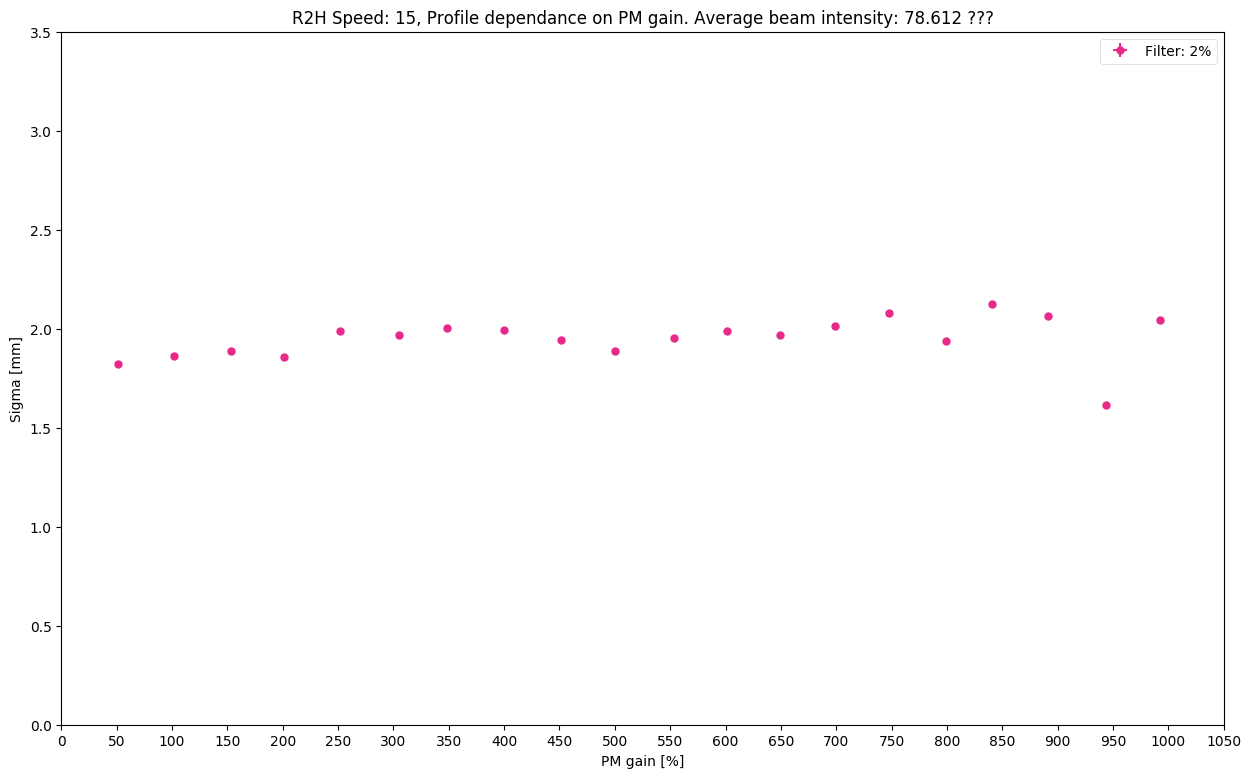 R2H Speed: 15, Profile dependance on PM gain. Average beam intensity: 78.612 ???
Filter: 2%
3.5
3.0
2.5
2.0
1.5
1.0
0.5
0.0
Sigma [mm]
0 50 100 150 200 250 300 350 400 450 500 550 600 650 700 750 800 850 900 950 1000 1050
PM gain [%]